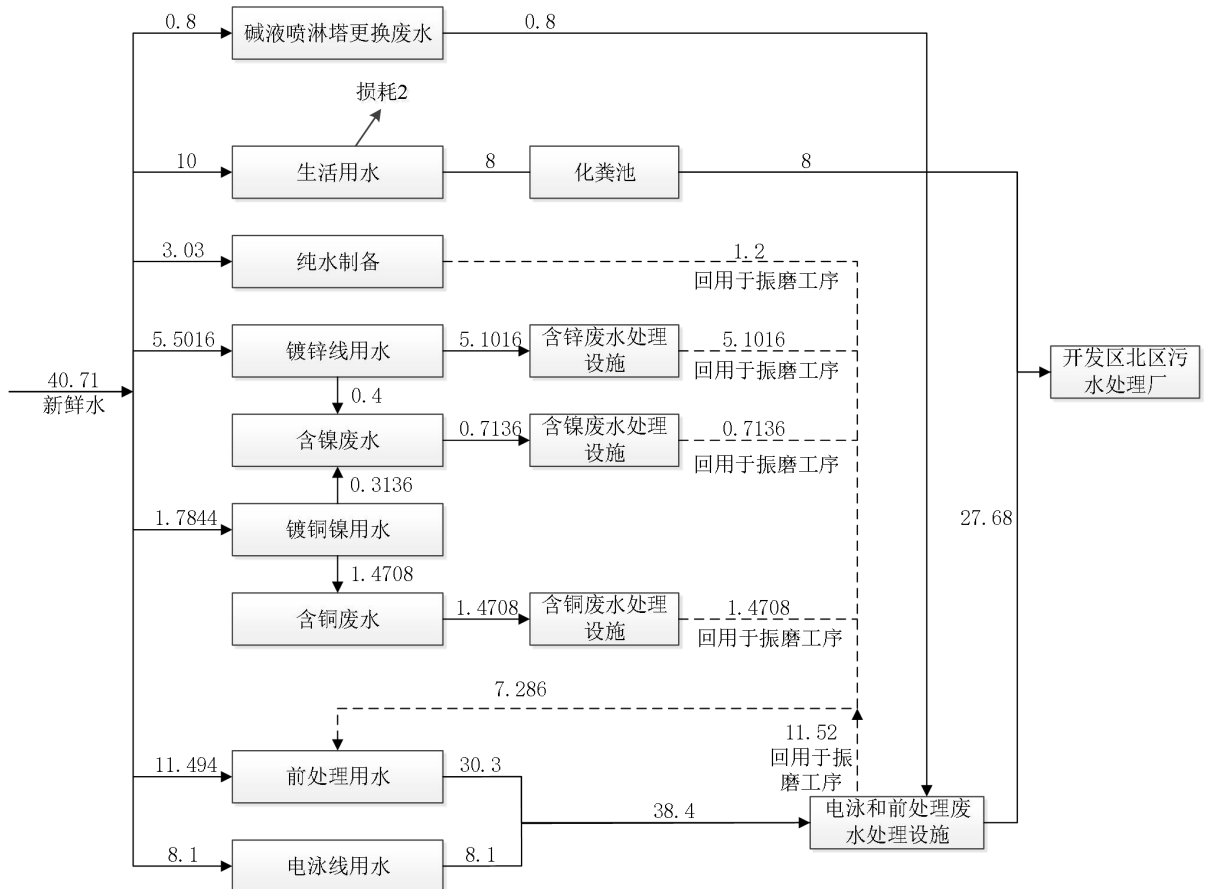 0.8
碱液喷淋塔更换废水
0.8
损耗2
10
生活用水
8
化粪池
8
3.03
纯水制备
1.2
回用于振磨工序
5.5016
镀锌线用水
5.1016
含锌废水处理
设施
5.1016
回用于振磨工序
40.71
新鲜水
开发区北区污
水处理厂
0.4
含镍废水
0.7136
含镍废水处理
设施
0.7136
回用于振磨工序
0.3136
1.7844
镀铜镍用水
27.68
1.4708
含铜废水
1.4708
含铜废水处理
设施
1.4708
回用于振磨工序
7.286
11.52
回用于振
磨工序
11.494
前处理用水
30.3
38.4
电泳和前处理废
水处理设施
8.1
电泳线用水
8.1